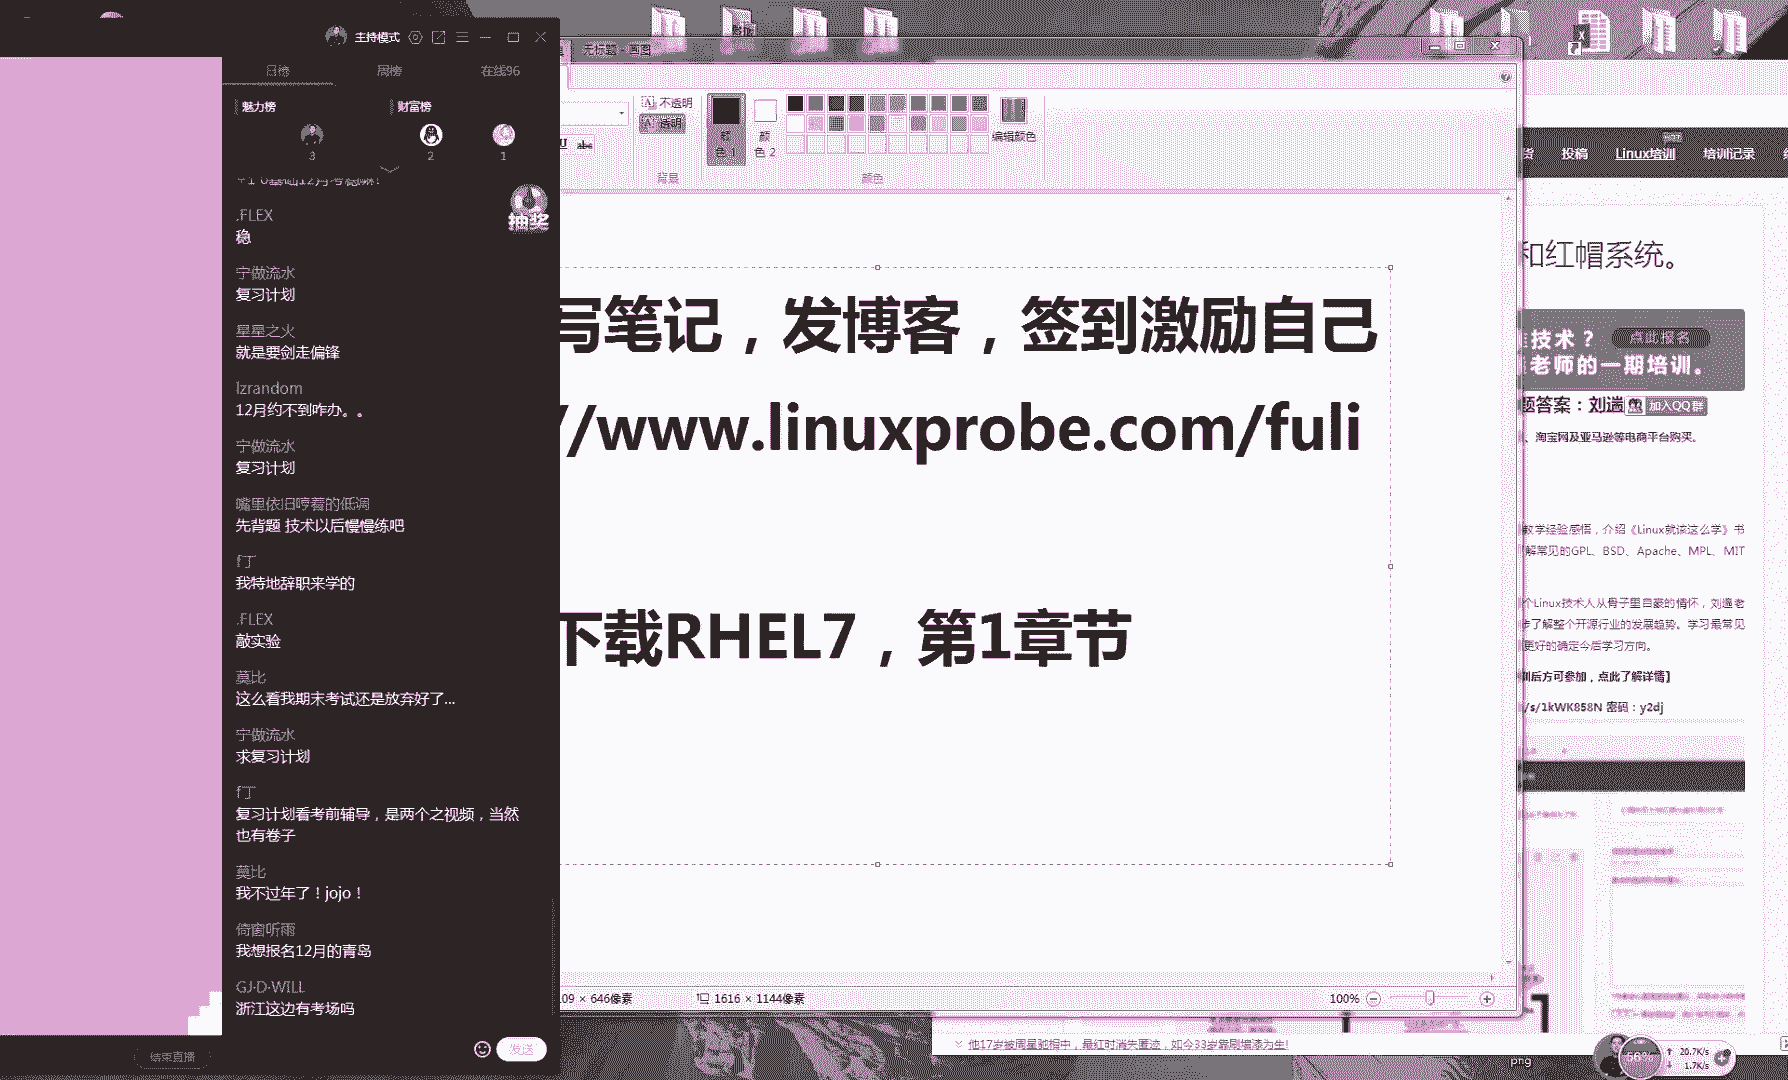 主持模式
日榜 周榜 在线96
魅力榜 财富榜
3 2 1
抽奖
.FLEX
稳
宁做流水
复习计划
星星之火
就是要剑走偏锋
lzrandom
12月约不到咋办。。
宁做流水
复习计划
嘴里依旧哼着的低调
先背题 技术以后慢慢练吧
f丁
我特地辞职来学的
.FLEX
敲实验
莫比
这么看我期末考试还是放弃好了...
宁做流水
求复习计划
f丁
复习计划看考前辅导，是两个之视频，当然
也有卷子
莫比
我不过年了！jojo！
倚窗听雨
我想报名12月的青岛
GJ·D·WILL
浙江这边有考场吗
结束直播
发送
无标题 - 画图
不透明
透明
背景
颜
色 1
颜
色 2
编辑颜色
颜色
写笔记，发博客，签到激励自己
//www.linuxprobe.com/fuli
下载RHEL7，第1章节
09 × 646像素
1616 × 1144像素
100%
货 投稿 Linux培训 培训记录
和红帽系统。
技术？ 点此报名
老师的一期培训。
题答案：刘遄 加入QQ群
、淘宝网及亚马逊等电商平台购买。
教学经验感悟，介绍《Linux就该这么学》书
解常见的GPL、BSD、Apache、MPL、MIT
个Linux技术人从骨子里自豪的情怀，刘遄老
步了解整个开源行业的发展趋势。学习最常见
更好的确定今后学习方向。
训后方可参加，点此了解详情】
/s/1kWK858N 密码：y2dj
他17岁被周星驰相中，最红时消失匿迹，如今33岁靠刷墙漆为生!
png
56%
20.7K/s
1.7K/s